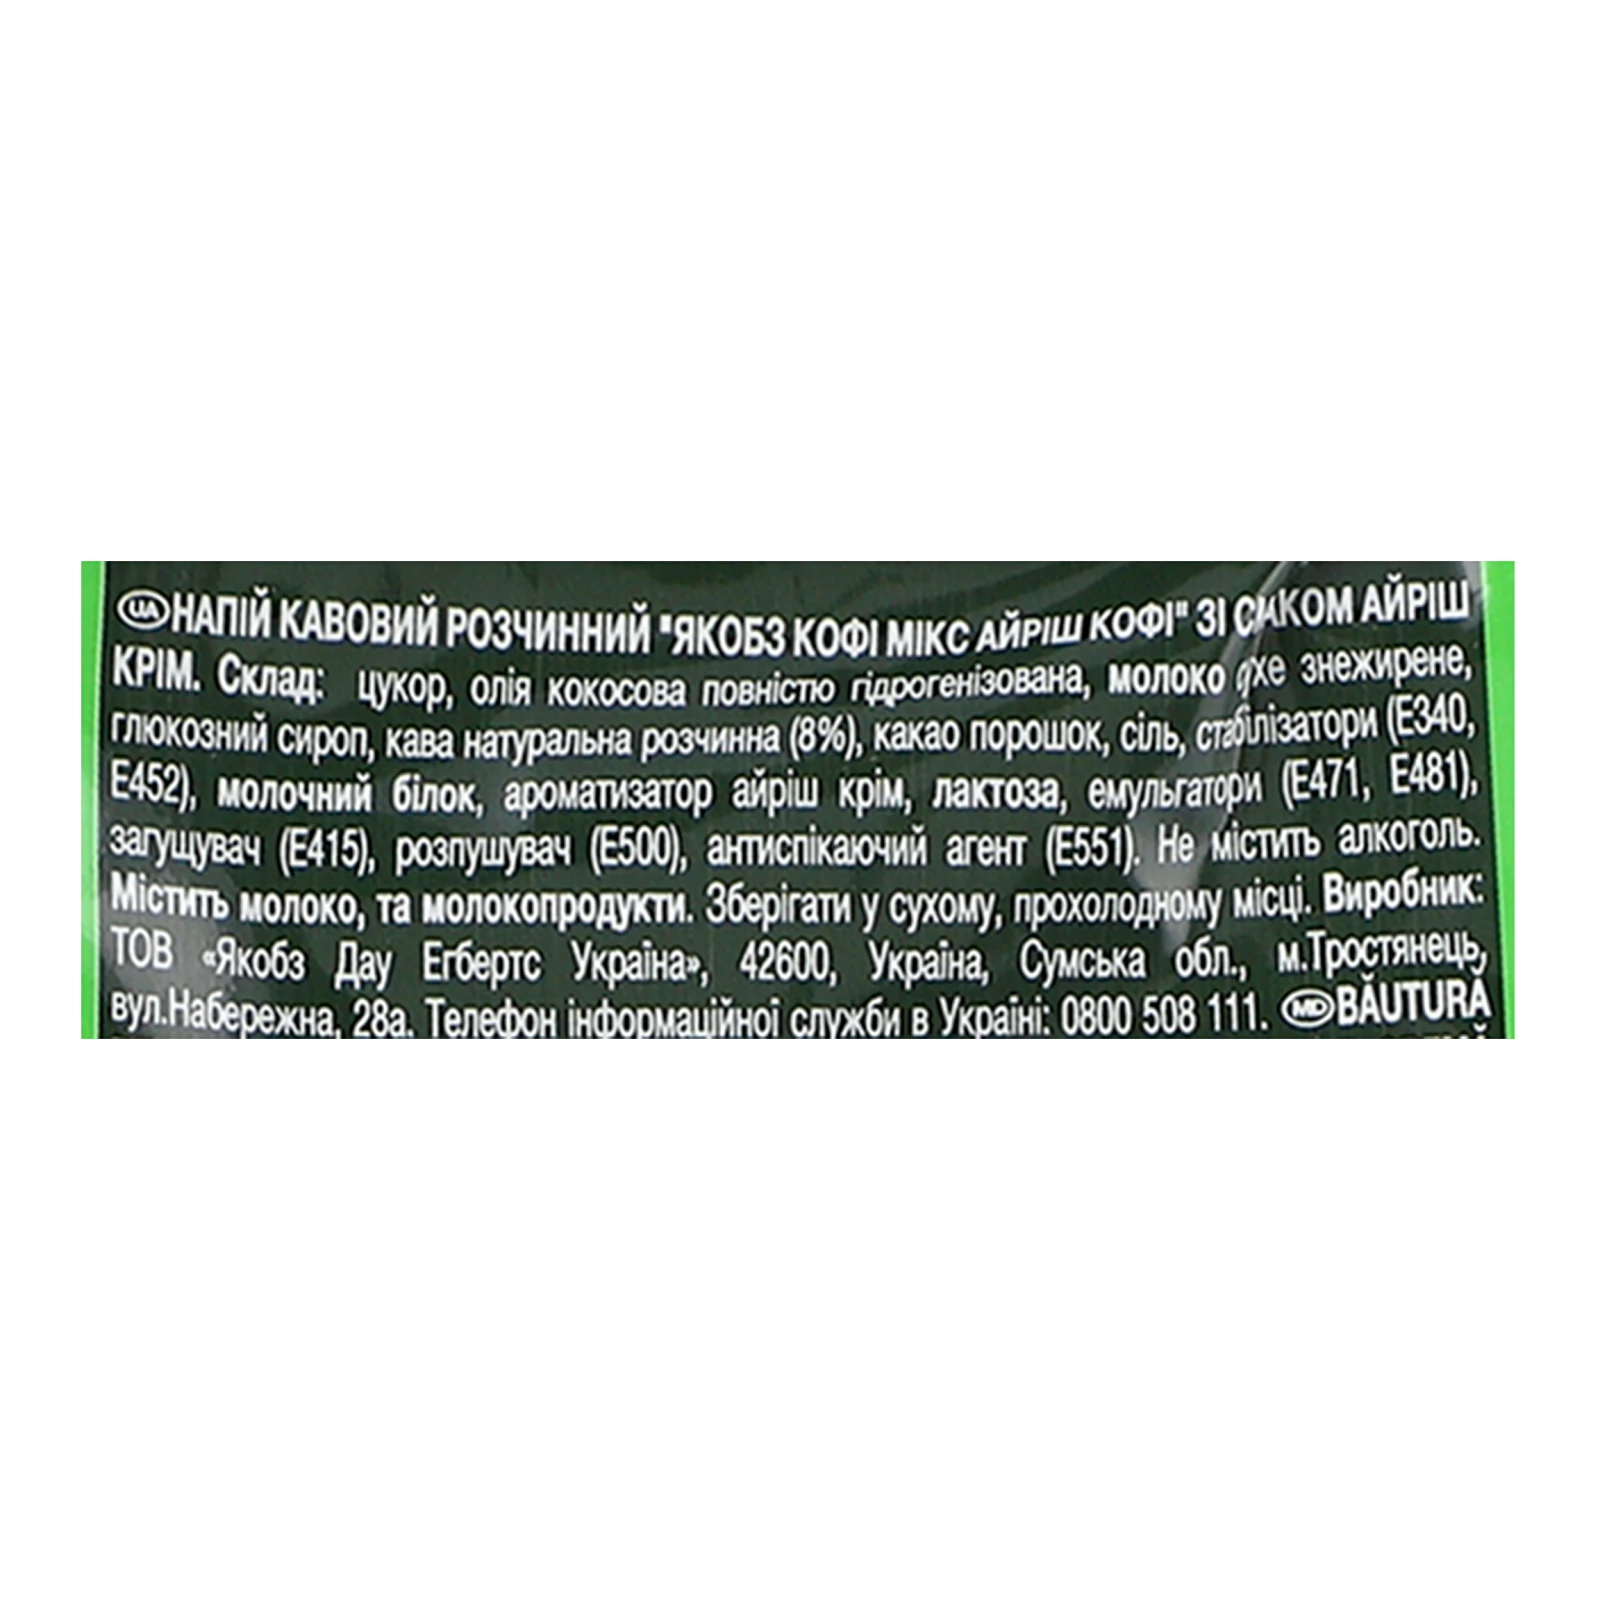 UA НАПІЙ КАВОВИЙ РОЗЧИННИЙ "ЯКОБЗ КОФІ МІКС АЙРІШ КОФІ" ЗІ СМАКОМ АЙРІШ
КРІМ. Склад: цукор, олія кокосова повністю гідрогенізована, молоко сухе знежирене,
глюкозний сироп, кава натуральна розчинна (8%), какао порошок, сіль, стабілізатори (Е340,
Е452), молочний білок, ароматизатор айріш крім, лактоза, емульгатори (Е471, Е481),
загущувач (Е415), розпушувач (Е500), антиспікаючий агент (Е551). Не містить алкоголь.
Містить молоко, та молокопродукти. Зберігати у сухому, прохолодному місці. Виробник:
ТОВ «Якобз Дау Егбертс Україна», 42600, Україна, Сумська обл., м.Тростянець,
вул.Набережна, 28а. Телефон інформаційної служби в Україні: 0800 508 111. MD BĂUTURĂ